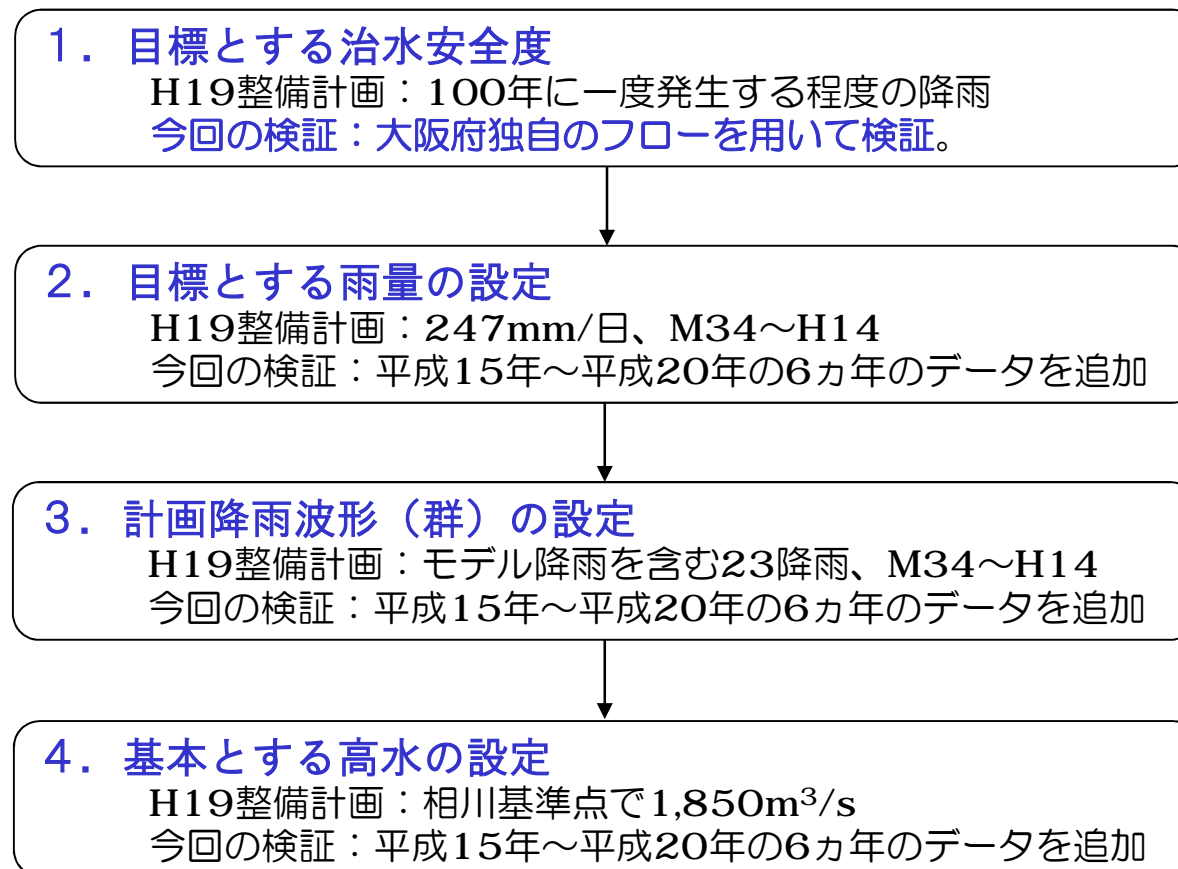 1．目標とする治水安全度
H19整備計画：100年に一度発生する程度の降雨
今回の検証：大阪府独自のフローを用いて検証。
2．目標とする雨量の設定
H19整備計画：247mm/日、M34～H14
今回の検証：平成15年～平成20年の6ヵ年のデータを追加
3．計画降雨波形（群）の設定
H19整備計画：モデル降雨を含む23降雨、M34～H14
今回の検証：平成15年～平成20年の6ヵ年のデータを追加
4．基本とする高水の設定
H19整備計画：相川基準点で1,850m³/s
今回の検証：平成15年～平成20年の6ヵ年のデータを追加